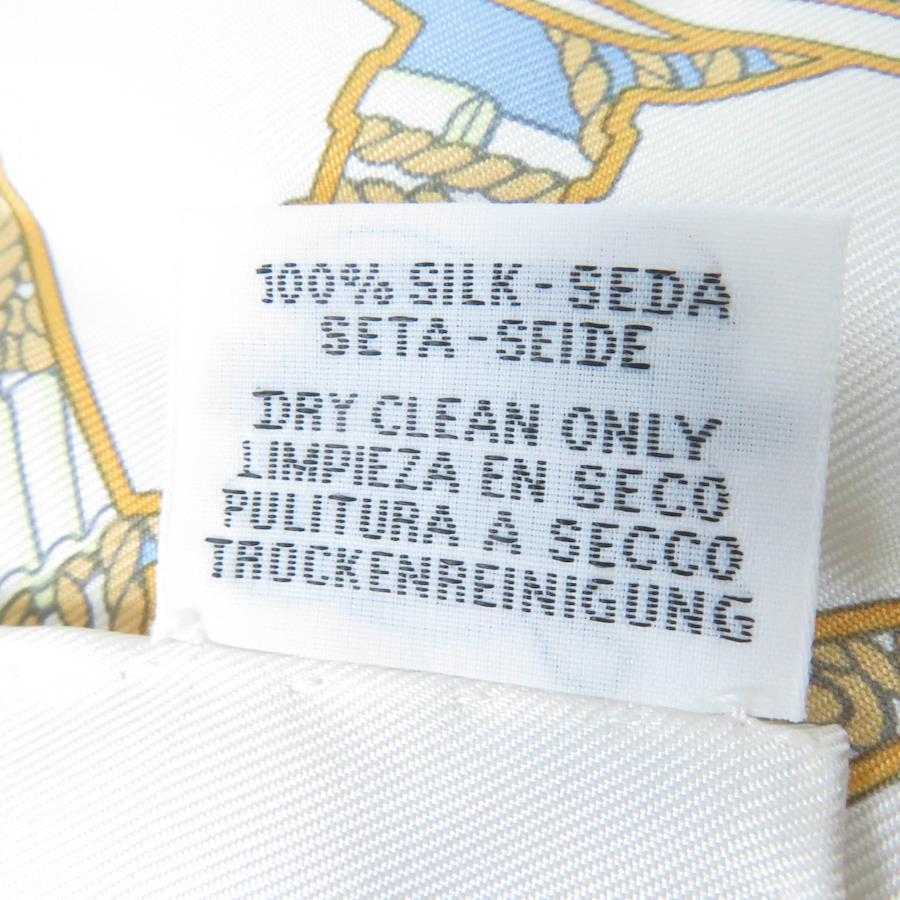 100% SILK - SEDA
SETA - SEIDE
DRY CLEAN ONLY
LIMPIEZA EN SECO
PULITURA A SECCO
TROCKENREINIGUNG